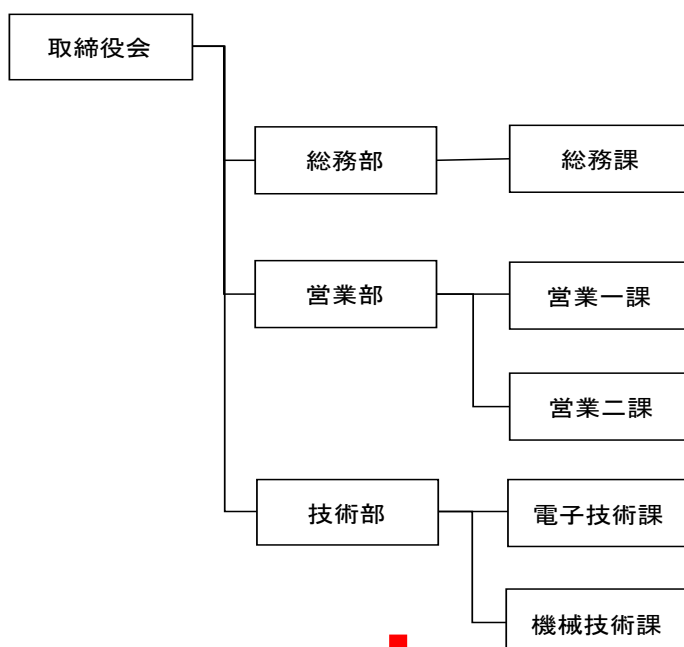 取締役会
総務部
総務課
営業部
営業一課
営業二課
技術部
電子技術課
機械技術課